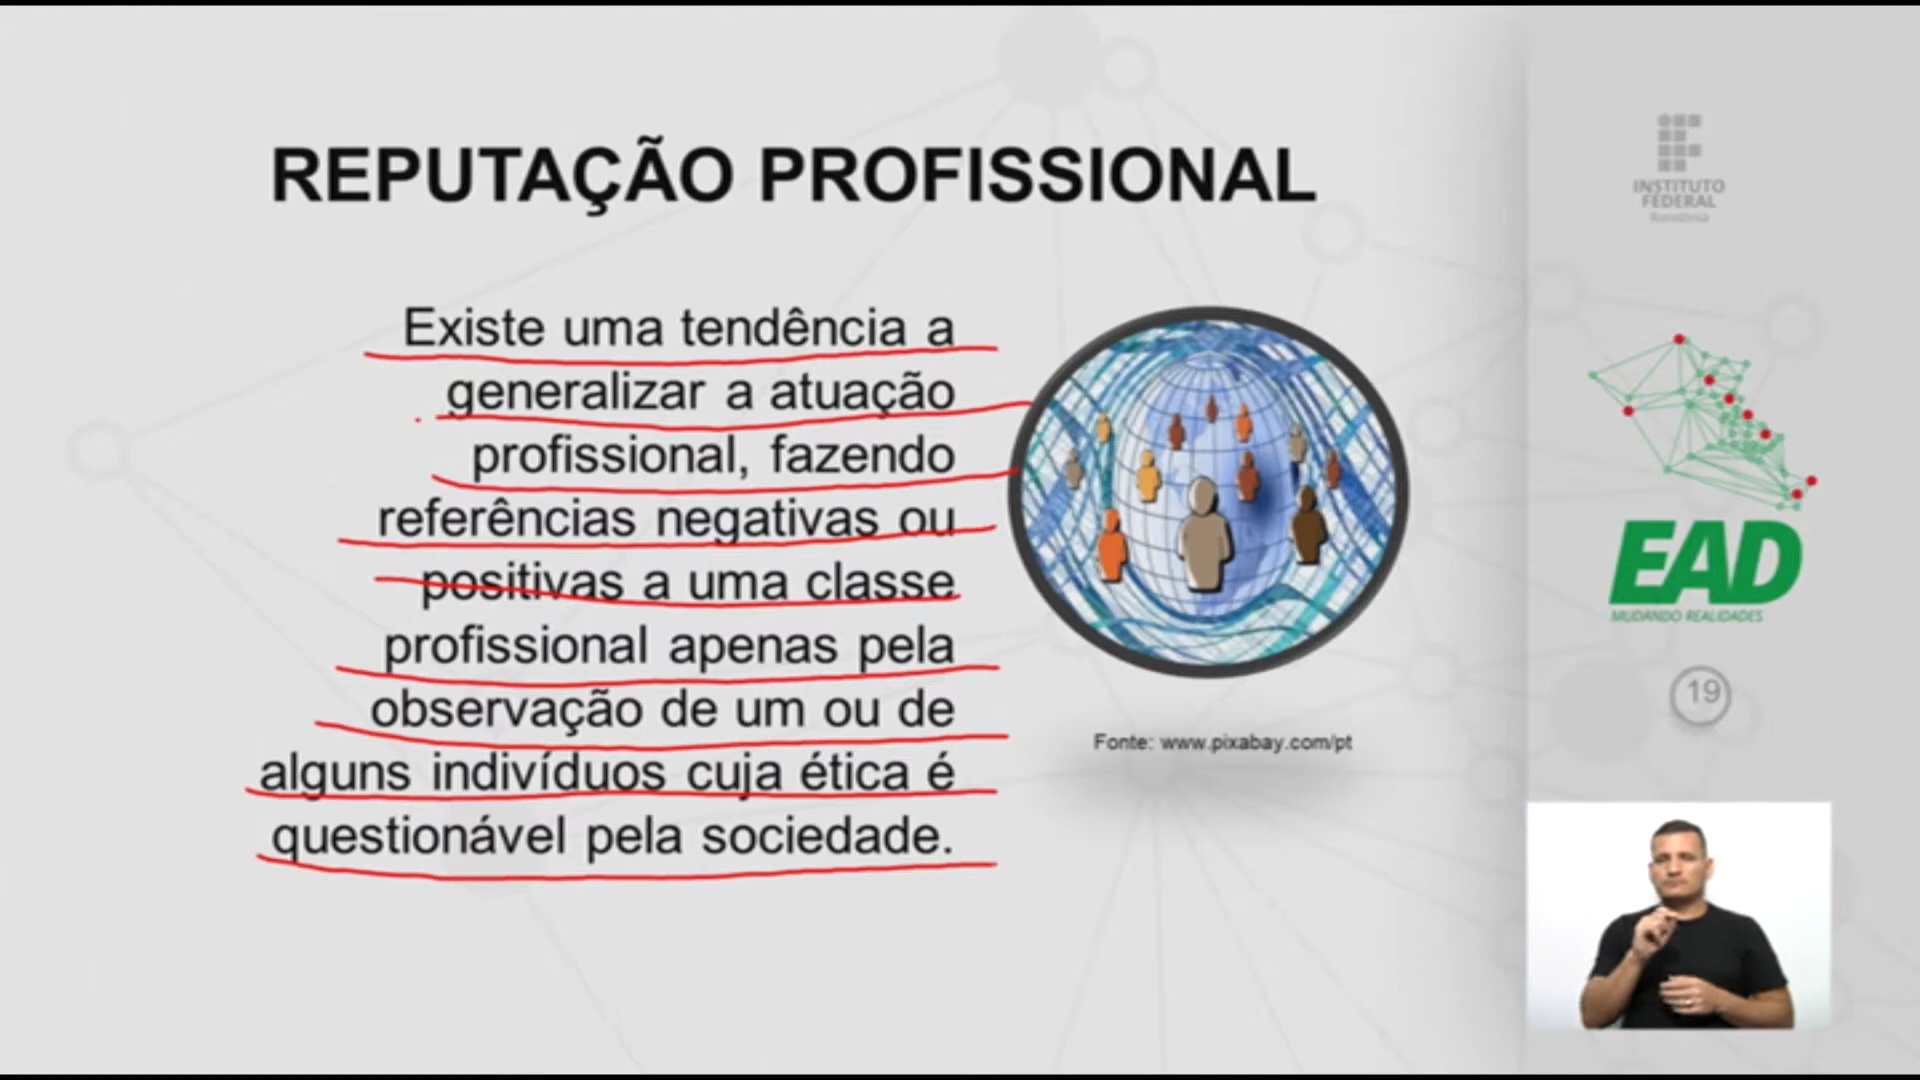 REPUTAÇÃO PROFISSIONAL
Existe uma tendência a
generalizar a atuação
profissional, fazendo
referências negativas ou
positivas a uma classe
profissional apenas pela
observação de um ou de
alguns indivíduos cuja ética é
questionável pela sociedade.
Fonte: www.pixabay.com/pt
INSTITUTO
FEDERAL
Rondônia
EAD
MUDANDO REALIDADES
19